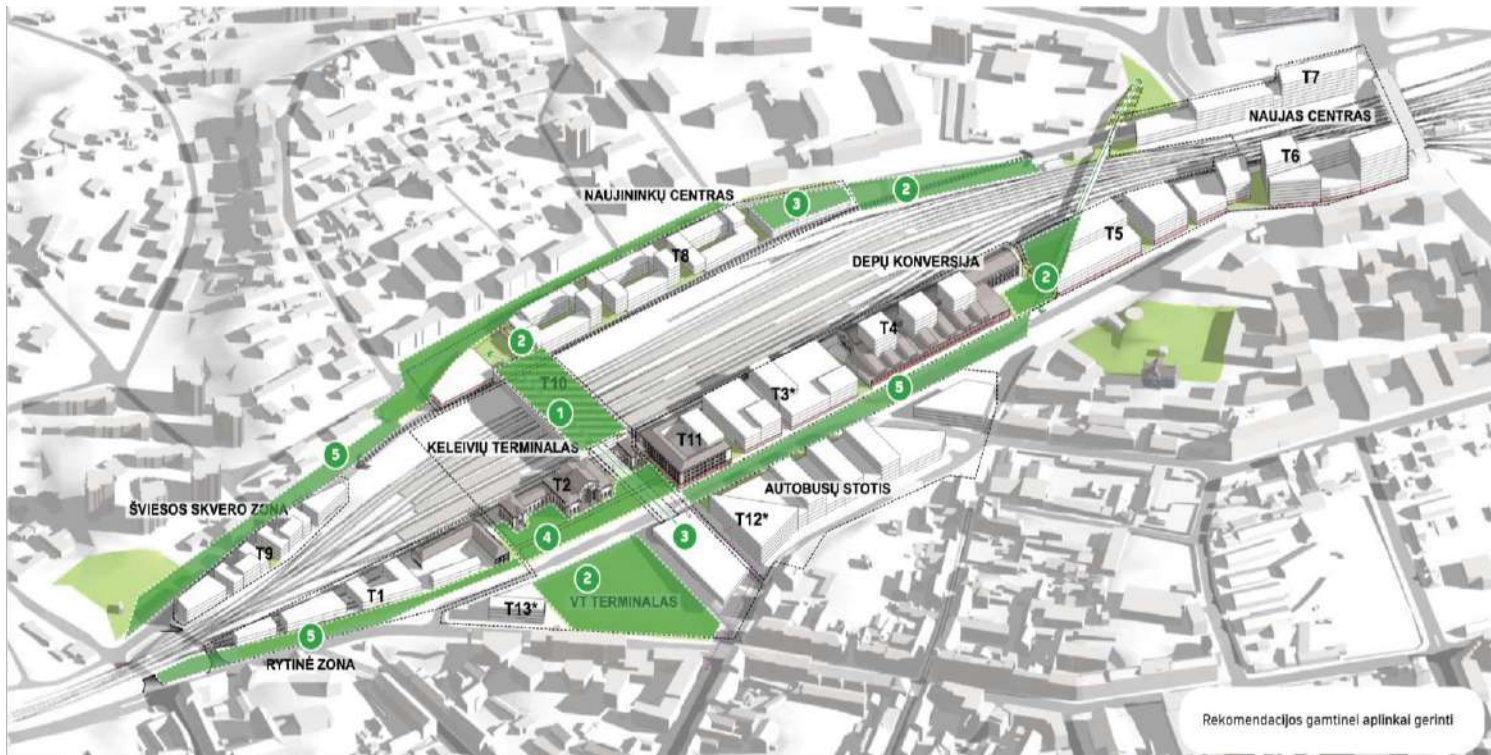 T7
NAUJAS CENTRAS
T6
2
NAUJININKŲ CENTRAS
3
T8
T5
DEPŲ KONVERSIJA
2
2
T4
T10
T3*
5
1
T11
KELEIVIŲ TERMINALAS
5
T2
AUTOBUSŲ STOTIS
ŠVIESOS SKVERO ZONA
T12*
T9
4
3
2
T1
VT TERMINALAS
T13*
5
RYTINĖ ZONA
Rekomendacijos gamtinei aplinkai gerinti